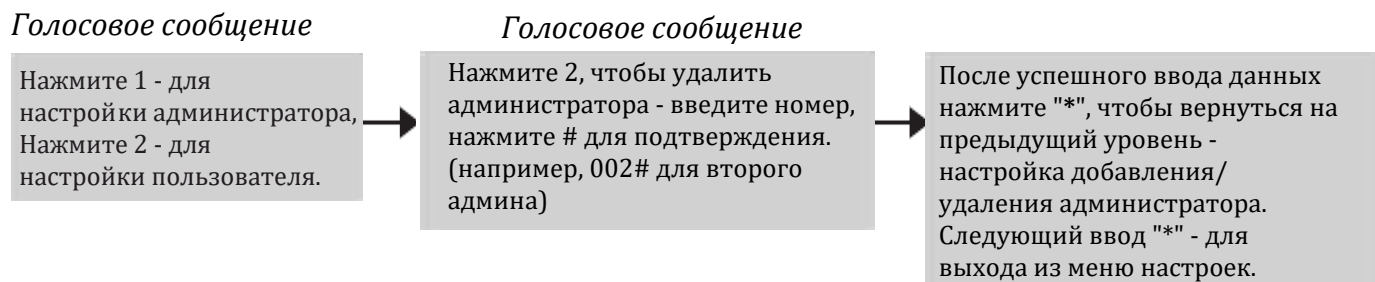 Голосовое сообщение
Нажмите 1 - для
настройки администратора,
Нажмите 2 - для
настройки пользователя.
Голосовое сообщение
Нажмите 2, чтобы удалить
администратора - введите номер,
нажмите # для подтверждения.
(например, 002# для второго
админа)
После успешного ввода данных
нажмите "*", чтобы вернуться на
предыдущий уровень -
настройка добавления/
удаления администратора.
Следующий ввод "*" - для
выхода из меню настроек.